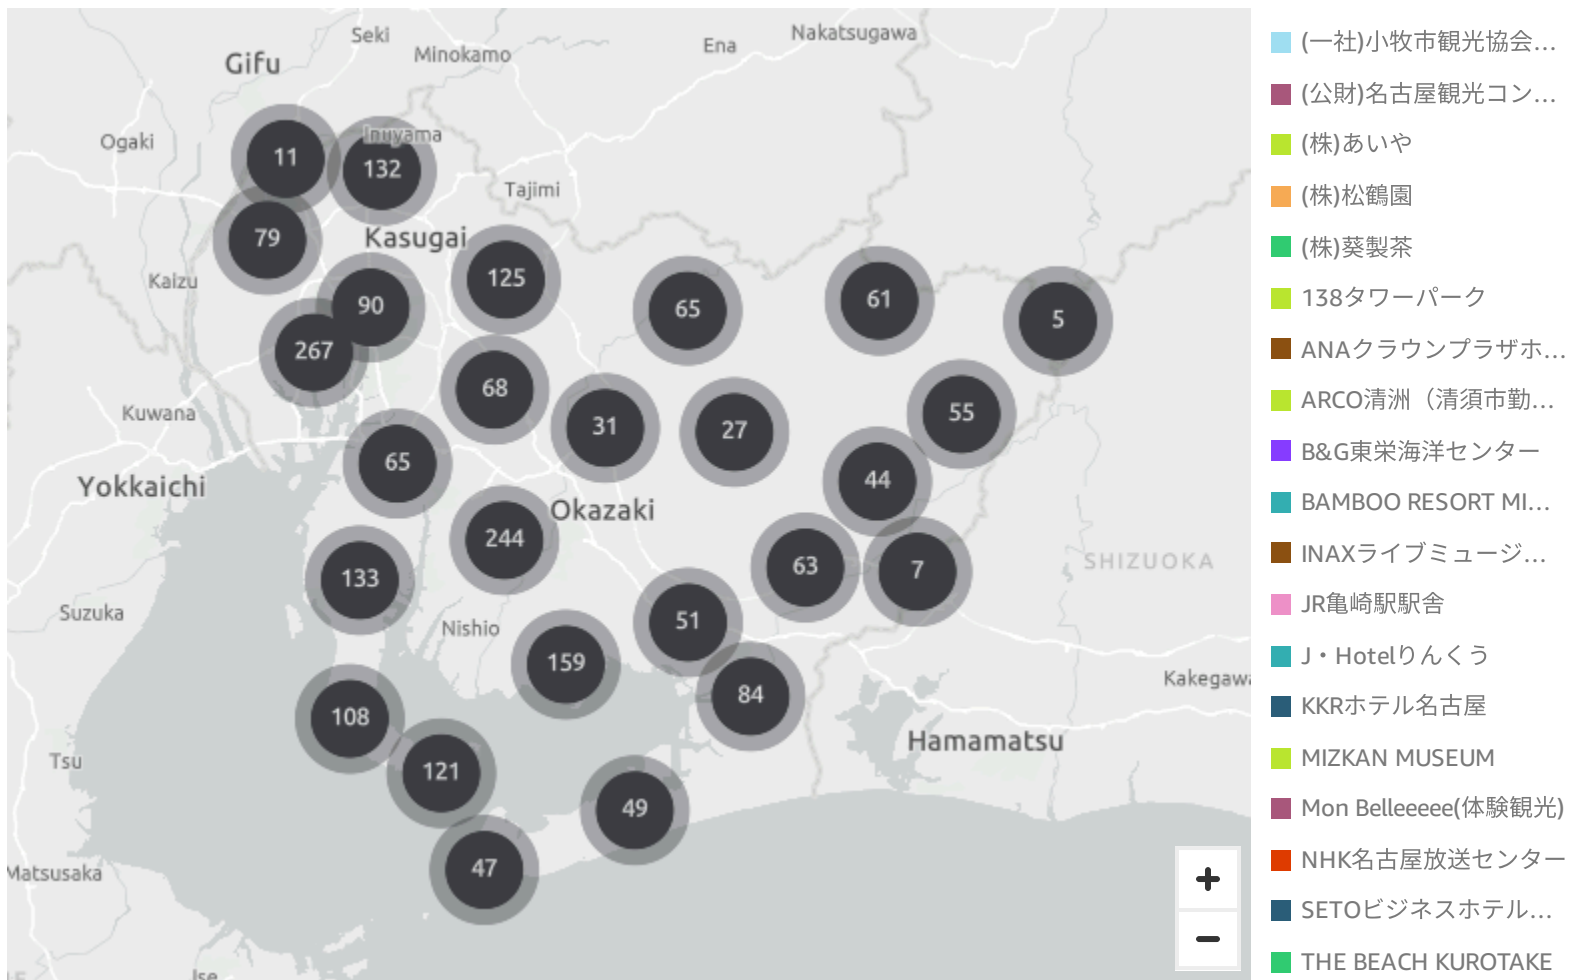 Seki
Nakatsugawa
Ena
Minokamo
Gifu
Inuyama
Ogaki
11
132
Tajimi
79
Kasugai
125
Kaizu
90
65
61
5
267
68
Kuwana
31
27
55
65
44
Yokkaichi
Okazaki
244
SHIZUOKA
133
63
7
Suzuka
Nishio
51
159
Kakegawa
84
108
Hamamatsu
Tsu
121
49
47
Matsusaka
Ise
+
−
(一社)小牧市観光協会…
(公財)名古屋観光コン…
(株)あいや
(株)松鶴園
(株)葵製茶
138タワーパーク
ANAクラウンプラザホ…
ARCO清洲（清須市勤…
B&G東栄海洋センター
BAMBOO RESORT MI…
INAXライブミュージ…
JR亀崎駅駅舎
J・Hotelりんくう
KKRホテル名古屋
MIZKAN MUSEUM
Mon Belleeeee(体験観光)
NHK名古屋放送センター
SETOビジネスホテル…
THE BEACH KUROTAKE